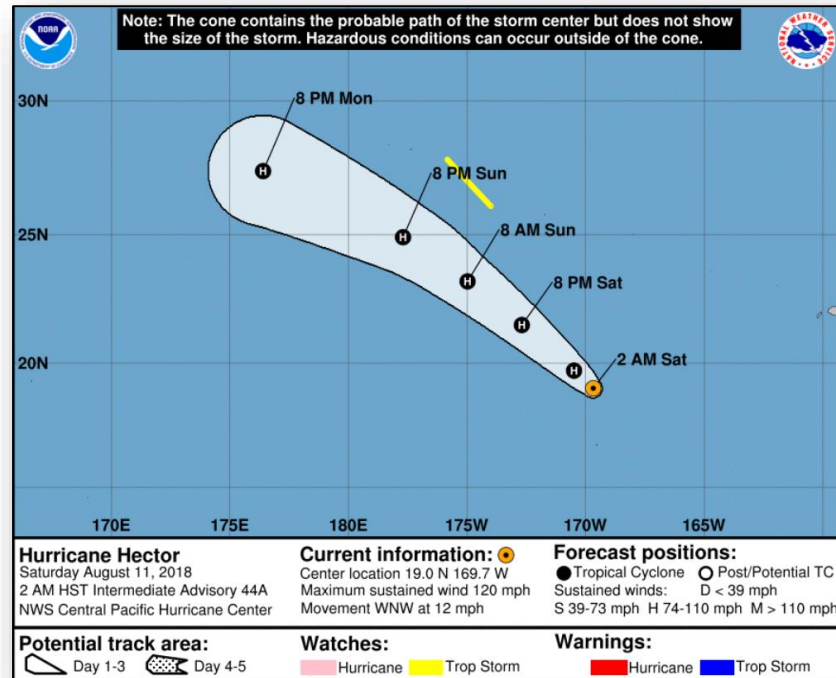 Note: The cone contains the probable path of the storm center but does not show
the size of the storm. Hazardous conditions can occur outside of the cone.
NOAA
NATIONAL WEATHER SERVICE
30N
8 PM Mon
8 PM Sun
25N
8 AM Sun
8 PM Sat
20N
2 AM Sat
H
H
H
H
H
170E 175E 180E 175W 170W 165W
Hurricane Hector
Saturday August 11, 2018
2 AM HST Intermediate Advisory 44A
NWS Central Pacific Hurricane Center
Current information:
Center location 19.0 N 169.7 W
Maximum sustained wind 120 mph
Movement WNW at 12 mph
Forecast positions:
Tropical Cyclone Post/Potential TC
Sustained winds: D < 39 mph
S 39-73 mph H 74-110 mph M > 110 mph
Potential track area:
Day 1-3 Day 4-5
Watches:
Hurricane Trop Storm
Warnings:
Hurricane Trop Storm